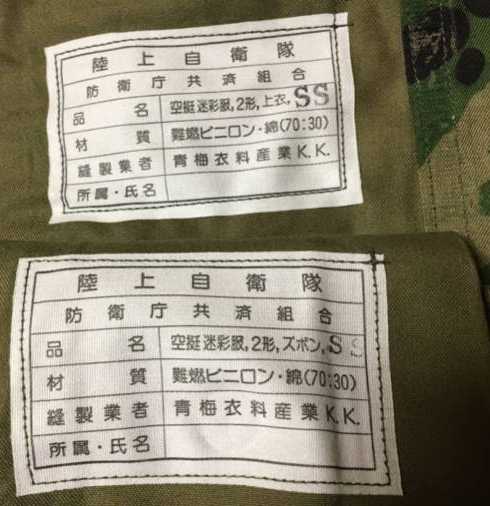 陸上自衛隊
防衛庁共済組合
品名 空挺迷彩服,2形,上衣,SS
材質 難燃ビニロン・綿(70:30)
縫製業者 青梅衣料産業K.K.
所属・氏名
陸上自衛隊
防衛庁共済組合
品名 空挺迷彩服,2形,ズボン,SS
材質 難燃ビニロン・綿(70:30)
縫製業者 青梅衣料産業K.K.
所属・氏名